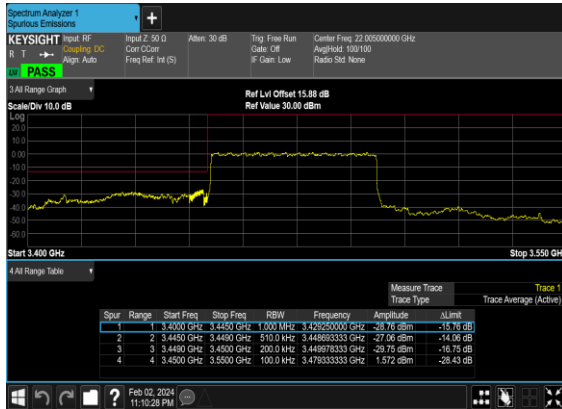 Spectrum Analyzer 1
Spurious Emissions
KEYSIGHT Input: RF Input Z: 50 Ω Atten: 30 dB Trig: Free Run Center Freq: 22.005000000 GHz
R T Coupling: DC Corr CCorr Gate: Off Avg|Hold: 100/100
Align: Auto Freq Ref: Int (S) IF Gain: Low Radio Std: None
PASS
3 All Range Graph
Ref Lvl Offset 15.88 dB
Scale/Div 10.0 dB Ref Value 30.00 dBm
Log
20.0
10.0
0.00
-10.0
-20.0
-30.0
-40.0
-50.0
-60.0
Start 3.400 GHz Stop 3.550 GH
4 All Range Table
Measure Trace Trace 1
Trace Type Trace Average (Active)
Spur Range Start Freq Stop Freq RBW Frequency Amplitude ΔLimit
1 1 3.4000 GHz 3.4450 GHz 1.000 MHz 3.429250000 GHz -28.76 dBm -15.76 dB
2 2 3.4450 GHz 3.4490 GHz 510.0 kHz 3.448693333 GHz -27.06 dBm -14.06 dB
3 3 3.4490 GHz 3.4500 GHz 200.0 kHz 3.449978333 GHz -29.75 dBm -16.75 dB
4 4 3.4500 GHz 3.5500 GHz 100.0 kHz 3.479333333 GHz 1.572 dBm -28.43 dB
? Feb 02, 2024
11:10:28 PM